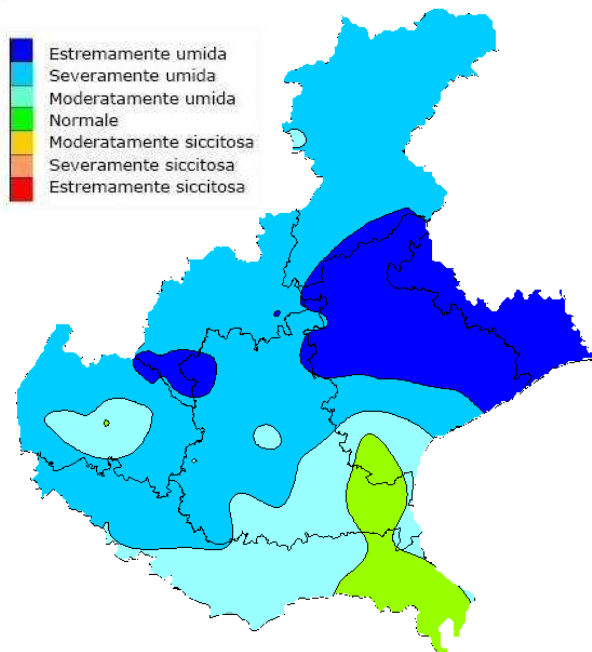 Estremamente umida
Severamente umida
Moderatamente umida
Normale
Moderatamente siccitosa
Severamente siccitosa
Estremamente siccitosa